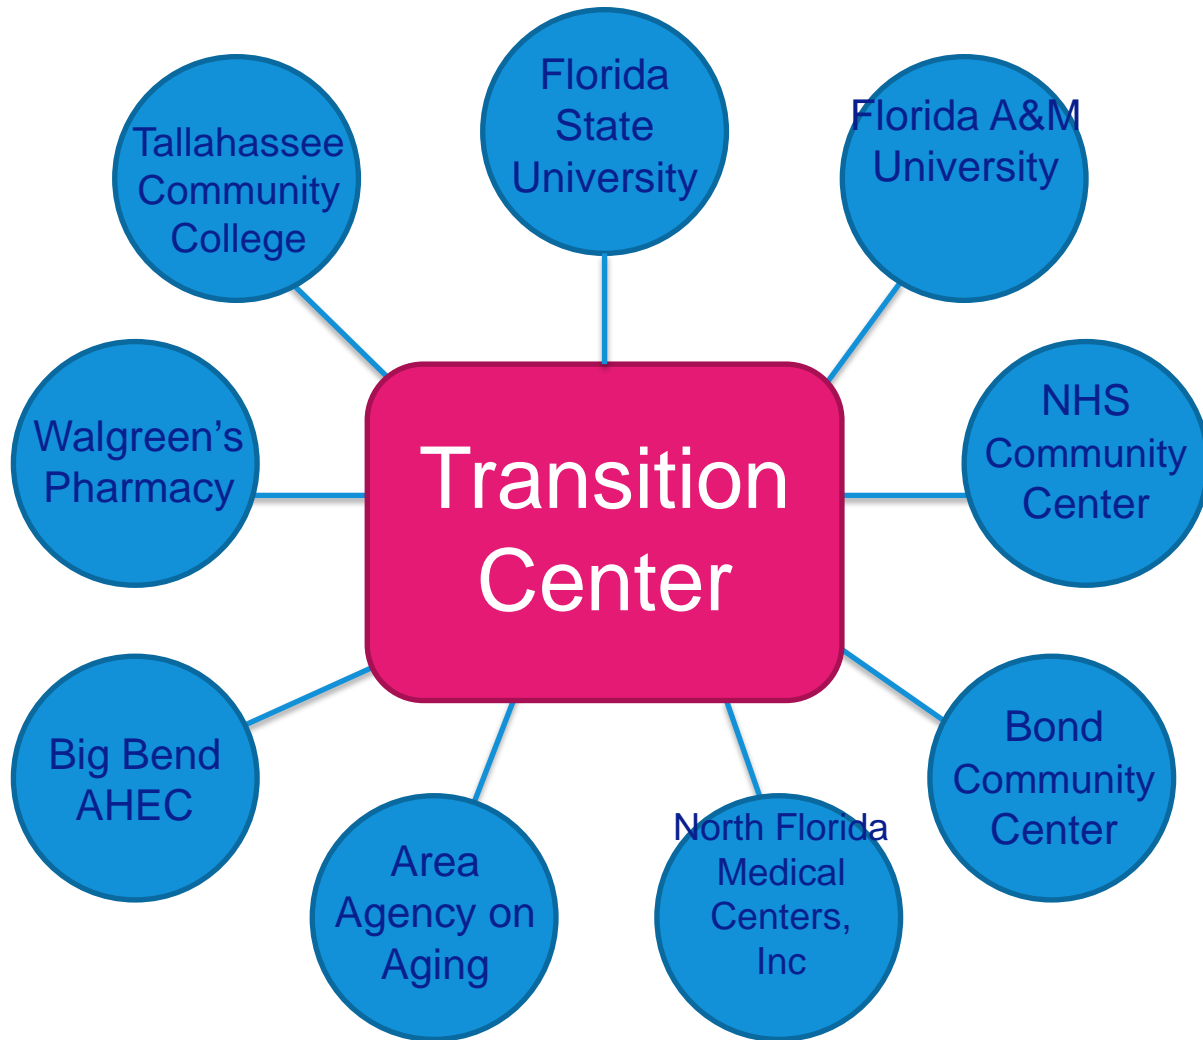 Florida
State
University
Florida A&M
University
NHS
Community
Center
Bond
Community
Center
North Florida
Medical
Centers,
Inc
Area
Agency on
Aging
Big Bend
AHEC
Walgreen's
Pharmacy
Tallahassee
Community
College
Transition
Center